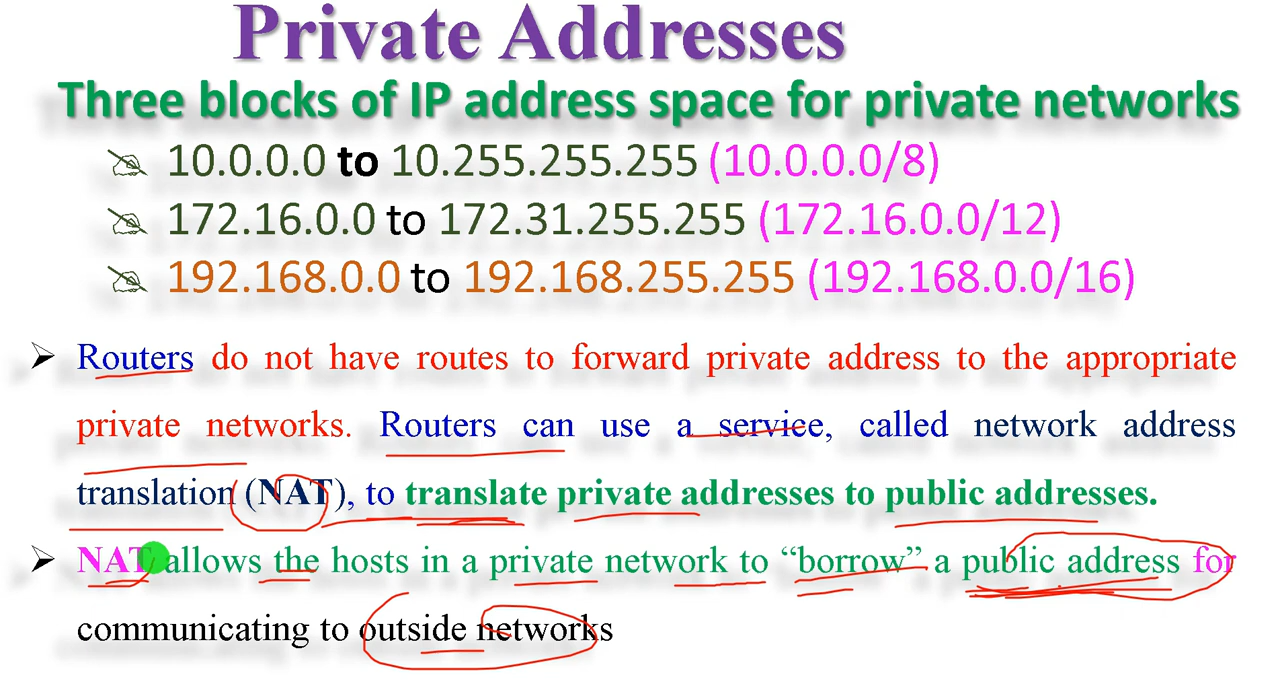 Private Addresses
Three blocks of IP address space for private networks
10.0.0.0 to 10.255.255.255 (10.0.0.0/8)
172.16.0.0 to 172.31.255.255 (172.16.0.0/12)
192.168.0.0 to 192.168.255.255 (192.168.0.0/16)
Routers do not have routes to forward private address to the appropriate
private networks. Routers can use a service, called network address
translation (NAT), to translate private addresses to public addresses.
NAT allows the hosts in a private network to “borrow” a public address for
communicating to outside networks